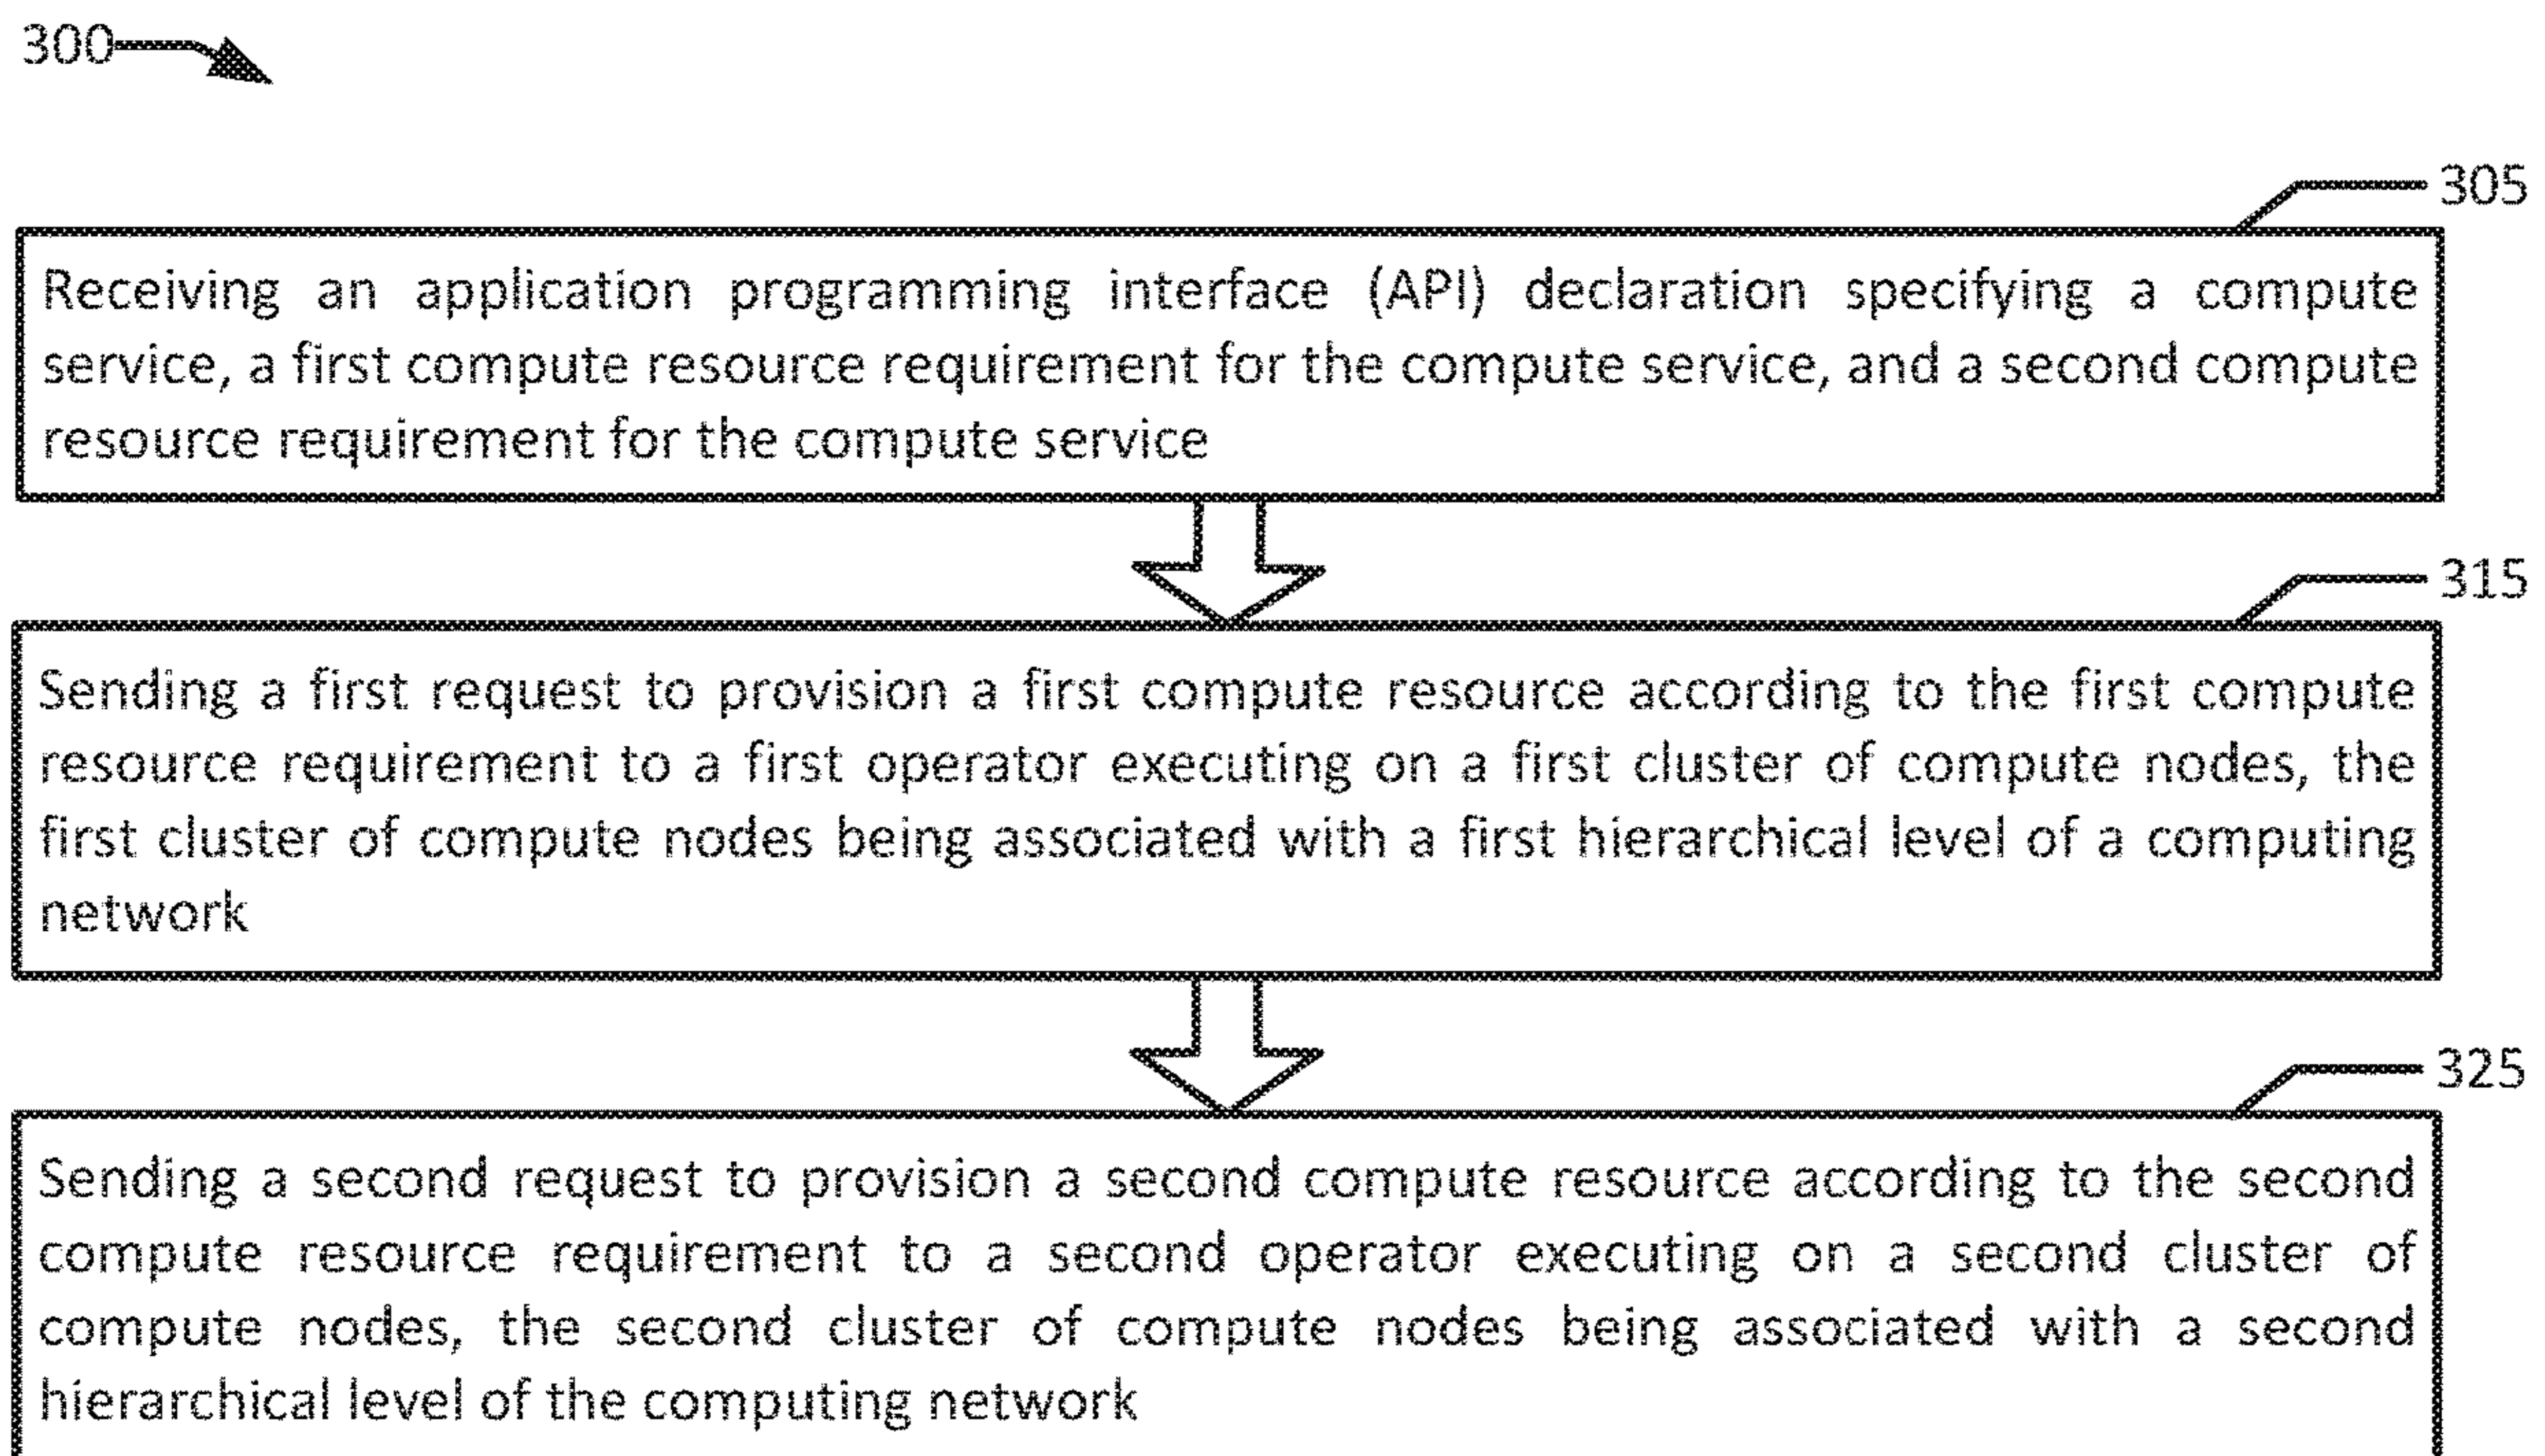 300
305
Receiving an application programming interface (API) declaration specifying a compute
service, a first compute resource requirement for the compute service, and a second compute
resource requirement for the compute service
315
Sending a first request to provision a first compute resource according to the first compute
resource requirement to a first operator executing on a first cluster of compute nodes, the
first cluster of compute nodes being associated with a first hierarchical level of a computing
network
325
Sending a second request to provision a second compute resource according to the second
compute resource requirement to a second operator executing on a second cluster of
compute nodes, the second cluster of compute nodes being associated with a second
hierarchical level of the computing network